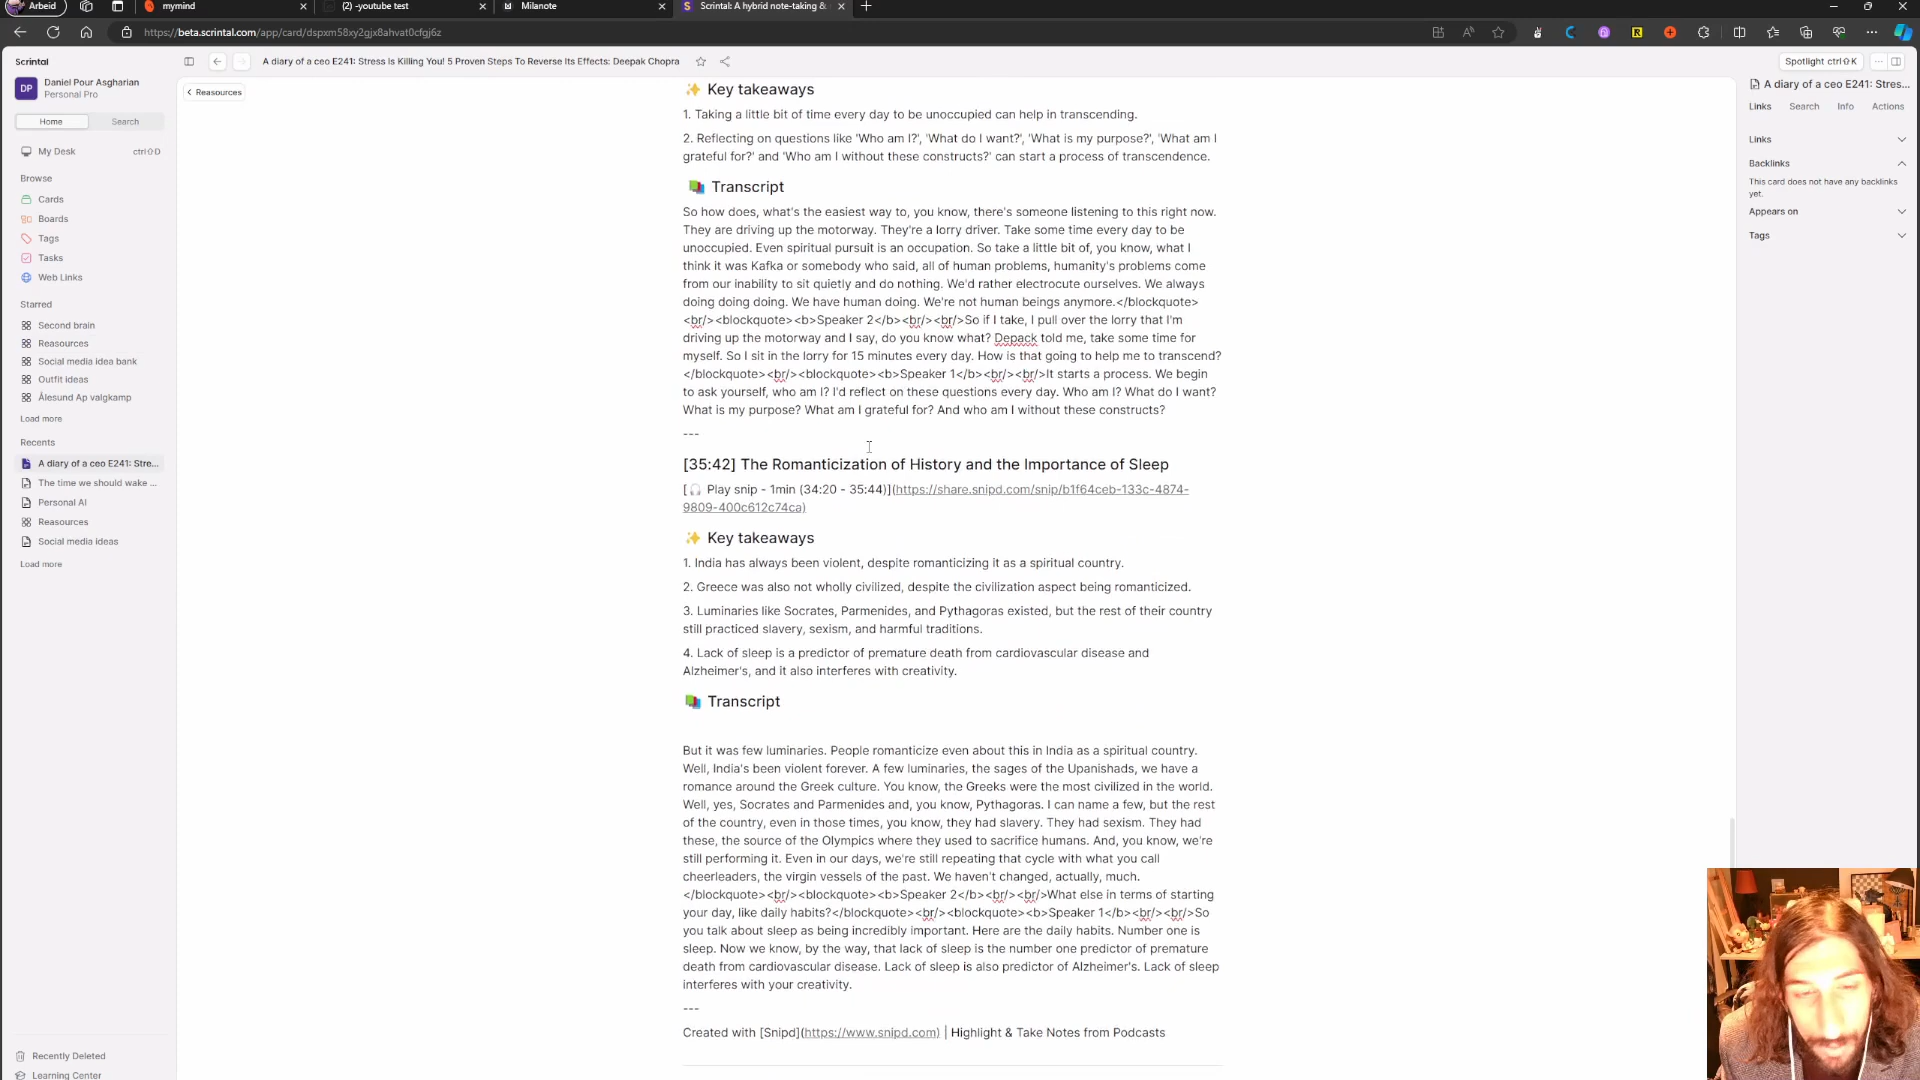 Arbeid
mymind
(2) -youtube test
Milanote
Scrintal: A hybrid note-taking &
https://beta.scrintal.com/app/card/dspxm58xy2gjx8ahvat0cfgj6z
Scrintal
A diary of a ceo E241: Stress Is Killing You! 5 Proven Steps To Reverse Its Effects: Deepak Chopra
Spotlight ctrl⇧K
DP
Daniel Pour Asgharian
Personal Pro
Home
Search
My Desk
ctrl⇧D
Browse
Cards
Boards
Tags
Tasks
Web Links
Starred
Second brain
Reasources
Social media idea bank
Outfit ideas
Ålesund Ap valgkamp
Load more
Recents
A diary of a ceo E241: Stre...
The time we should wake ...
Personal AI
Reasources
Social media ideas
Load more
Recently Deleted
Learning Center
Reasources
✨ Key takeaways
1. Taking a little bit of time every day to be unoccupied can help in transcending.
2. Reflecting on questions like 'Who am I?', 'What do I want?', 'What is my purpose?', 'What am I
grateful for?' and 'Who am I without these constructs?' can start a process of transcendence.
📚 Transcript
So how does, what's the easiest way to, you know, there's someone listening to this right now.
They are driving up the motorway. They're a lorry driver. Take some time every day to be
unoccupied. Even spiritual pursuit is an occupation. So take a little bit of, you know, what I
think it was Kafka or somebody who said, all of human problems, humanity's problems come
from our inability to sit quietly and do nothing. We'd rather electrocute ourselves. We always
doing doing doing. We have human doing. We're not human beings anymore.</blockquote>
<br/><blockquote><b>Speaker 2</b><br/><br/>So if I take, I pull over the lorry that I'm
driving up the motorway and I say, do you know what? Depack told me, take some time for
myself. So I sit in the lorry for 15 minutes every day. How is that going to help me to transcend?
</blockquote><br/><blockquote><b>Speaker 1</b><br/><br/>It starts a process. We begin
to ask yourself, who am I? I'd reflect on these questions every day. Who am I? What do I want?
What is my purpose? What am I grateful for? And who am I without these constructs?
---
[35:42] The Romanticization of History and the Importance of Sleep
[🎧 Play snip - 1min (34:20 - 35:44)](https://share.snipd.com/snip/b1f64ceb-133c-4874-
9809-400c612c74ca)
✨ Key takeaways
1. India has always been violent, despite romanticizing it as a spiritual country.
2. Greece was also not wholly civilized, despite the civilization aspect being romanticized.
3. Luminaries like Socrates, Parmenides, and Pythagoras existed, but the rest of their country
still practiced slavery, sexism, and harmful traditions.
4. Lack of sleep is a predictor of premature death from cardiovascular disease and
Alzheimer's, and it also interferes with creativity.
📚 Transcript
But it was few luminaries. People romanticize even about this in India as a spiritual country.
Well, India's been violent forever. A few luminaries, the sages of the Upanishads, we have a
romance around the Greek culture. You know, the Greeks were the most civilized in the world.
Well, yes, Socrates and Parmenides and, you know, Pythagoras. I can name a few, but the rest
of the country, even in those times, you know, they had slavery. They had sexism. They had
these, the source of the Olympics where they used to sacrifice humans. And, you know, we're
still performing it. Even in our days, we're still repeating that cycle with what you call
cheerleaders, the virgin vessels of the past. We haven't changed, actually, much.
</blockquote><br/><blockquote><b>Speaker 2</b><br/><br/>What else in terms of starting
your day, like daily habits?</blockquote><br/><blockquote><b>Speaker 1</b><br/><br/>So
you talk about sleep as being incredibly important. Here are the daily habits. Number one is
sleep. Now we know, by the way, that lack of sleep is the number one predictor of premature
death from cardiovascular disease. Lack of sleep is also predictor of Alzheimer's. Lack of sleep
interferes with your creativity.
---
Created with [Snipd](https://www.snipd.com) | Highlight & Take Notes from Podcasts
A diary of a ceo E241: Stres...
Links
Search
Info
Actions
Links
Backlinks
This card does not have any backlinks
yet.
Appears on
Tags